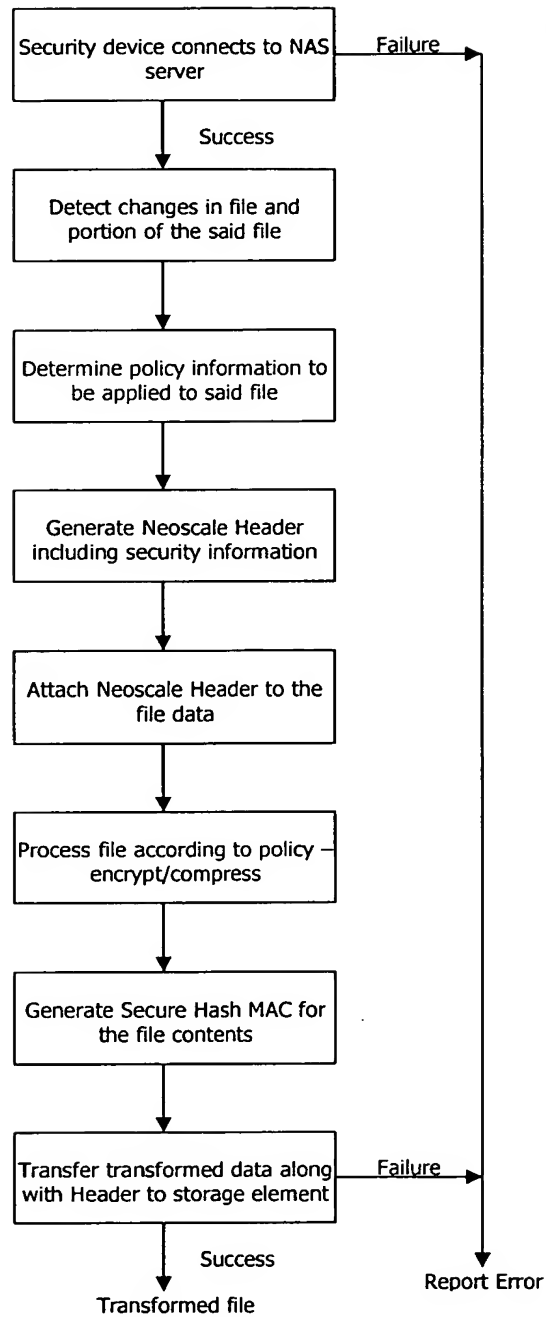 Security device connects to NAS
server
Failure
Success
Detect changes in file and
portion of the said file
Determine policy information to
be applied to said file
Generate Neoscale Header
including security information
Attach Neoscale Header to the
file data
Process file according to policy –
encrypt/compress
Generate Secure Hash MAC for
the file contents
Transfer transformed data along
with Header to storage element
Failure
Success
Transformed file
Report Error